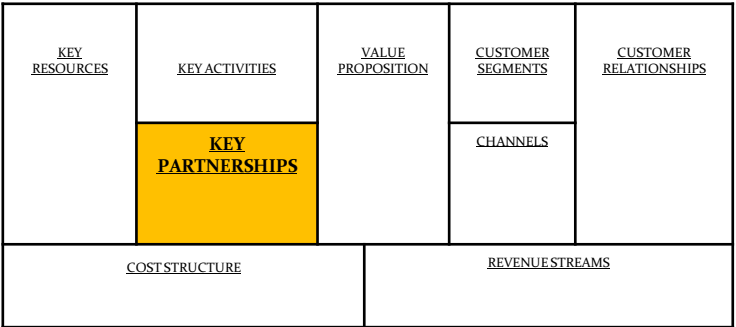 KEY
RESOURCES
KEY ACTIVITIES
VALUE
PROPOSITION
CUSTOMER
SEGMENTS
CUSTOMER
RELATIONSHIPS
KEY
PARTNERSHIPS
CHANNELS
COST STRUCTURE
REVENUE STREAMS